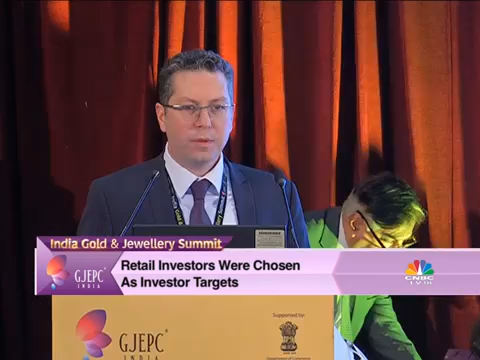 India Gold & Jewellery Summit
GJEPC
INDIA
Retail Investors Were Chosen
As Investor Targets
CNBC
TV18
GJEPC
INDIA
Supported by: